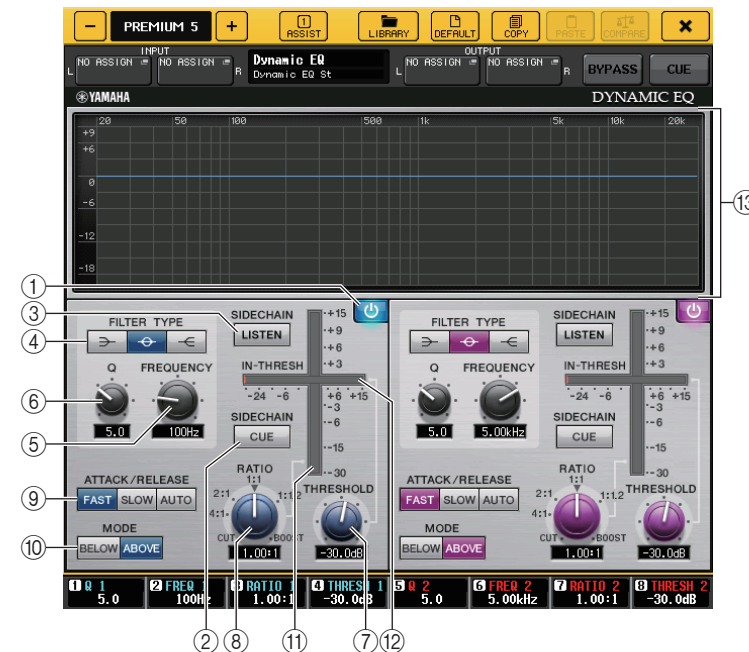 − PREMIUM 5 + 1 ASSIST LIBRARY DEFAULT COPY PASTE COMPARE ×
INPUT OUTPUT
L NO ASSIGN NO ASSIGN R Dynamic EQ Dynamic EQ St L NO ASSIGN NO ASSIGN R BYPASS CUE
YAMAHA DYNAMIC EQ
20 50 100 500 1k 5k 10k 20k
+9
+6
0
-6
-12
-18
⑬
①
③
④
⑥
⑤
⑨
⑩
FILTER TYPE
Q FREQUENCY
5.0 100Hz
ATTACK/RELEASE
FAST SLOW AUTO
MODE
BELOW ABOVE
SIDECHAIN
LISTEN
IN-THRESH
-24 -6 +6 +15
SIDECHAIN
CUE
+15
+9
+6
+3
-3
-6
-15
-30
RATIO
1:1
2:1 1:1.2
4:1
CUT BOOST
1.00:1
THRESHOLD
-30.0dB
FILTER TYPE
Q FREQUENCY
5.0 5.00kHz
ATTACK/RELEASE
FAST SLOW AUTO
MODE
BELOW ABOVE
SIDECHAIN
LISTEN
IN-THRESH
-24 -6 +6 +15
SIDECHAIN
CUE
+15
+9
+6
+3
-3
-6
-15
-30
RATIO
1:1
2:1 1:1.2
4:1
CUT BOOST
1.00:1
THRESHOLD
-30.0dB
1 Q 1 2 FREQ 1 3 RATIO 1 4 THRESH 1 5 Q 2 6 FREQ 2 7 RATIO 2 8 THRESH 2
5.0 100Hz 1.00:1 -30.0dB 5.0 5.00kHz 1.00:1 -30.0dB
② ⑧ ⑪ ⑦ ⑫